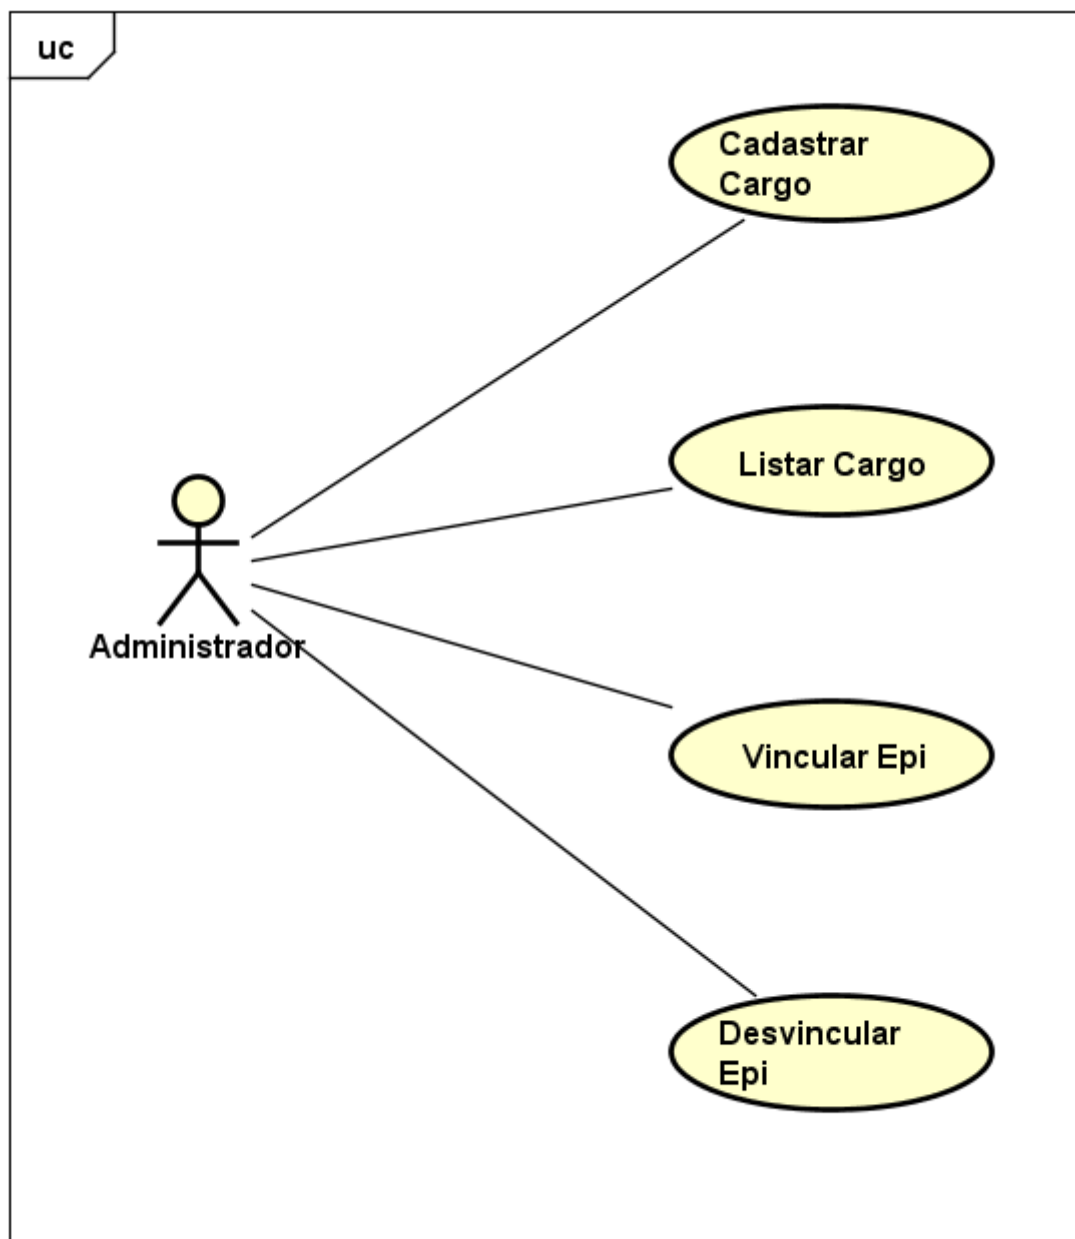 uc
Cadastrar
Cargo
Listar Cargo
Administrador
Vincular Epi
Desvincular
Epi